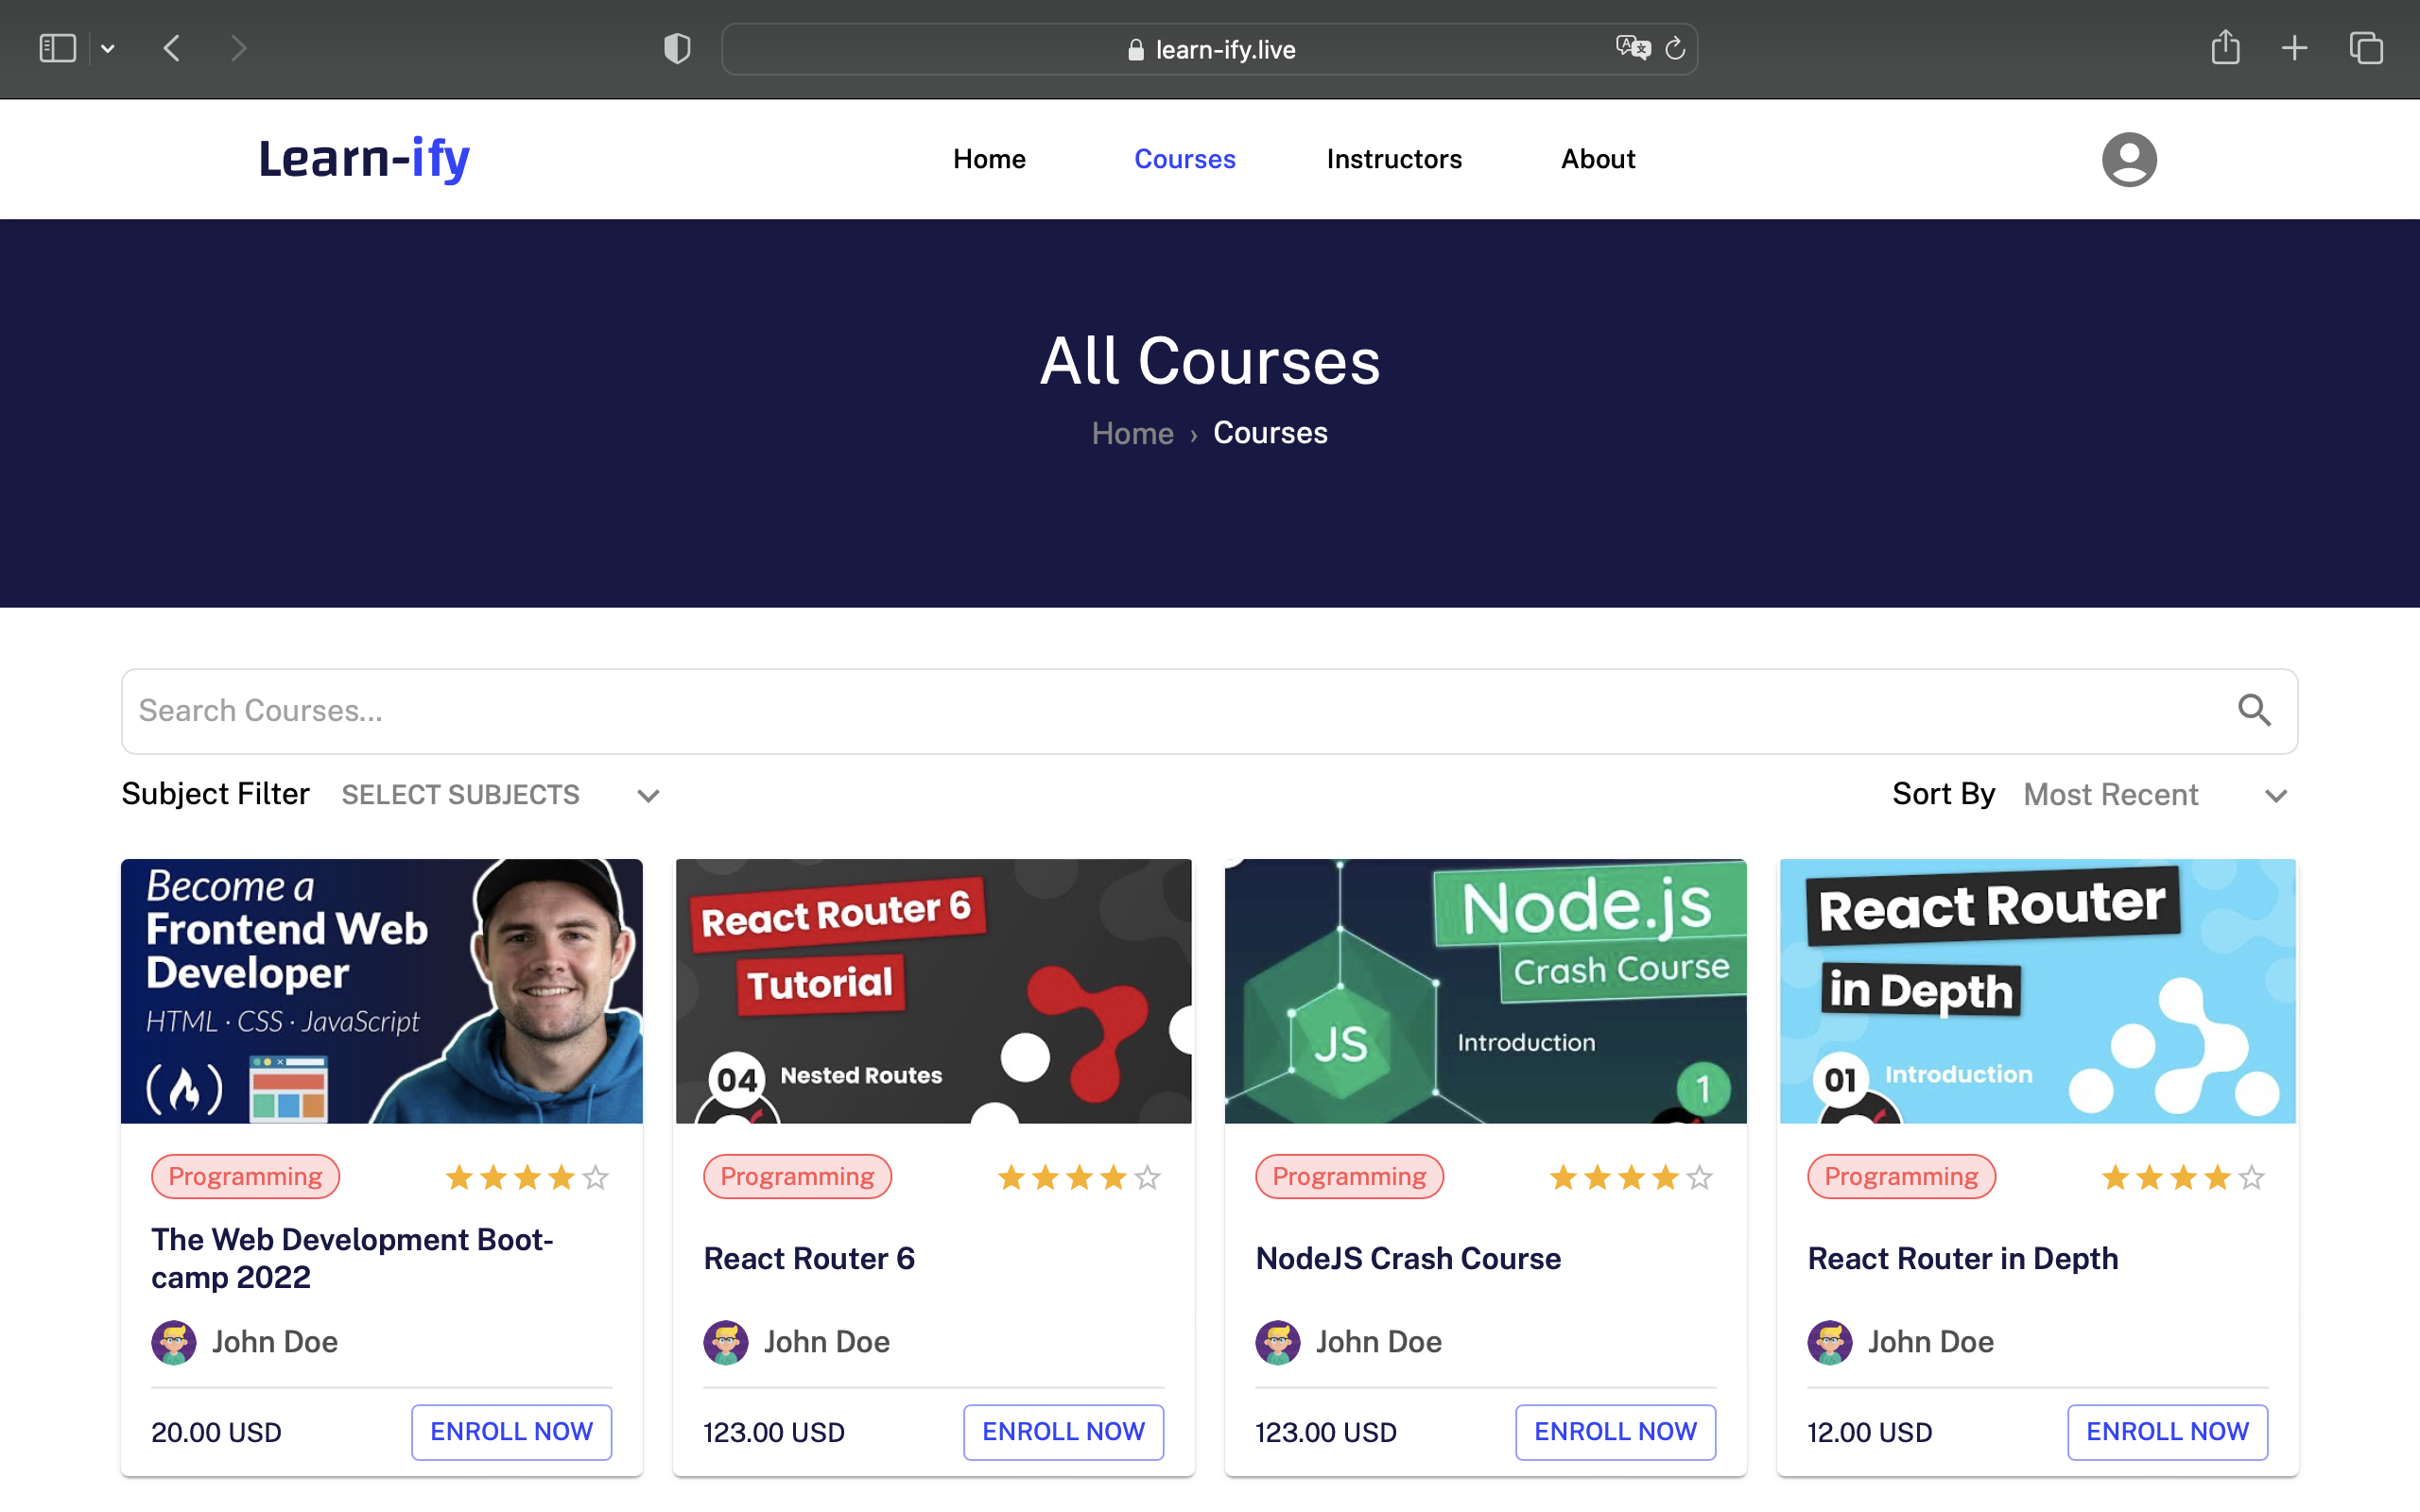 learn-ify.live
Learn-ify
Home
Courses
Instructors
About
All Courses
Home › Courses
Search Courses...
Subject Filter
SELECT SUBJECTS
Sort By
Most Recent
Become a
Frontend Web
Developer
HTML · CSS · JavaScript
Programming
The Web Development Boot-
camp 2022
John Doe
20.00 USD
ENROLL NOW
React Router 6
Tutorial
04
Nested Routes
Programming
React Router 6
John Doe
123.00 USD
ENROLL NOW
Node.js
Crash Course
JS
Introduction
1
Programming
NodeJS Crash Course
John Doe
123.00 USD
ENROLL NOW
React Router
in Depth
01
Introduction
Programming
React Router in Depth
John Doe
12.00 USD
ENROLL NOW